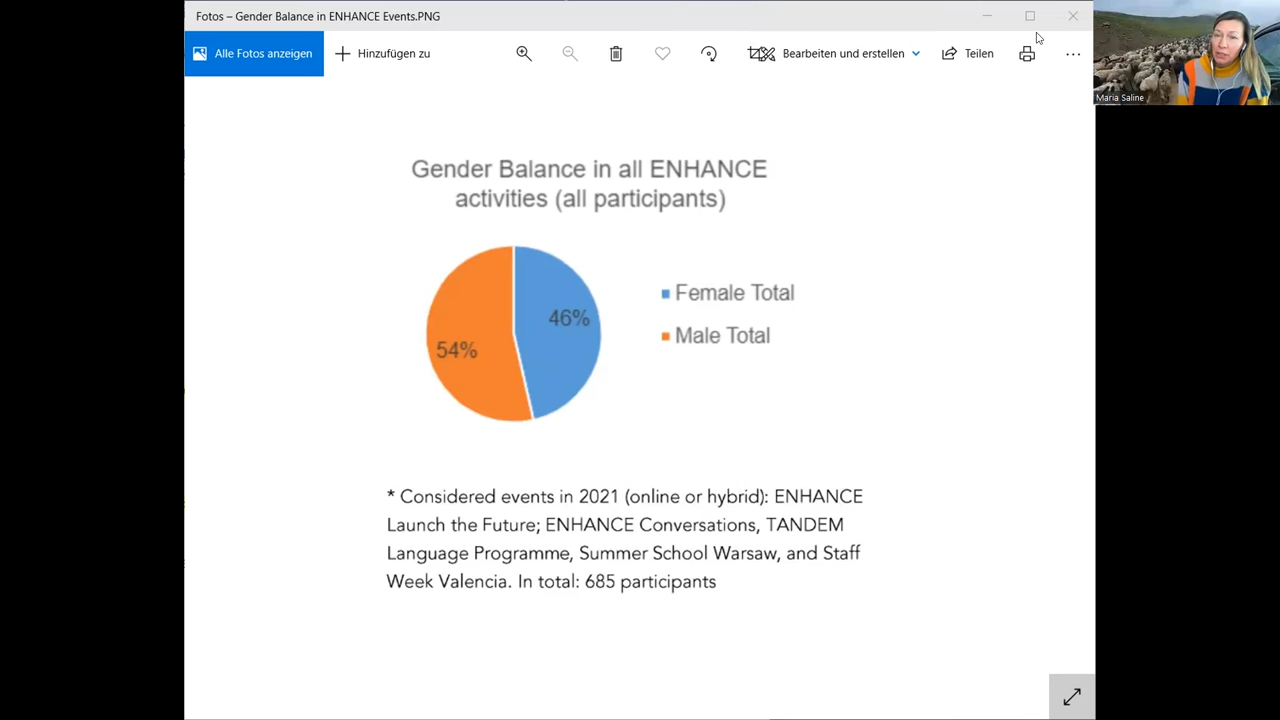 Fotos – Gender Balance in ENHANCE Events.PNG
Alle Fotos anzeigen
Hinzufügen zu
Bearbeiten und erstellen
Teilen
Maria Saline
Gender Balance in all ENHANCE
activities (all participants)
46%
54%
Female Total
Male Total
* Considered events in 2021 (online or hybrid): ENHANCE
Launch the Future; ENHANCE Conversations, TANDEM
Language Programme, Summer School Warsaw, and Staff
Week Valencia. In total: 685 participants